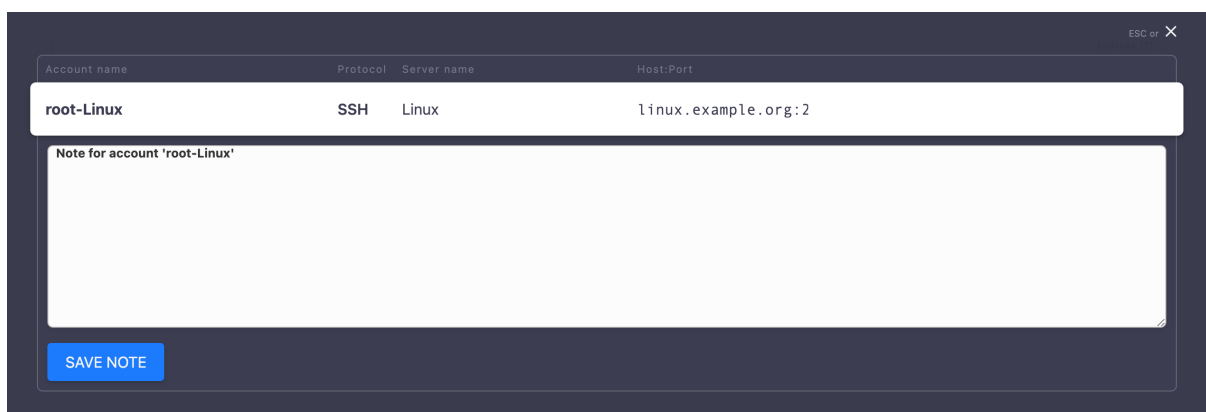 ESC or ×
Account name Protocol Server name Host:Port
root-Linux SSH Linux linux.example.org:2
Note for account 'root-Linux'
SAVE NOTE